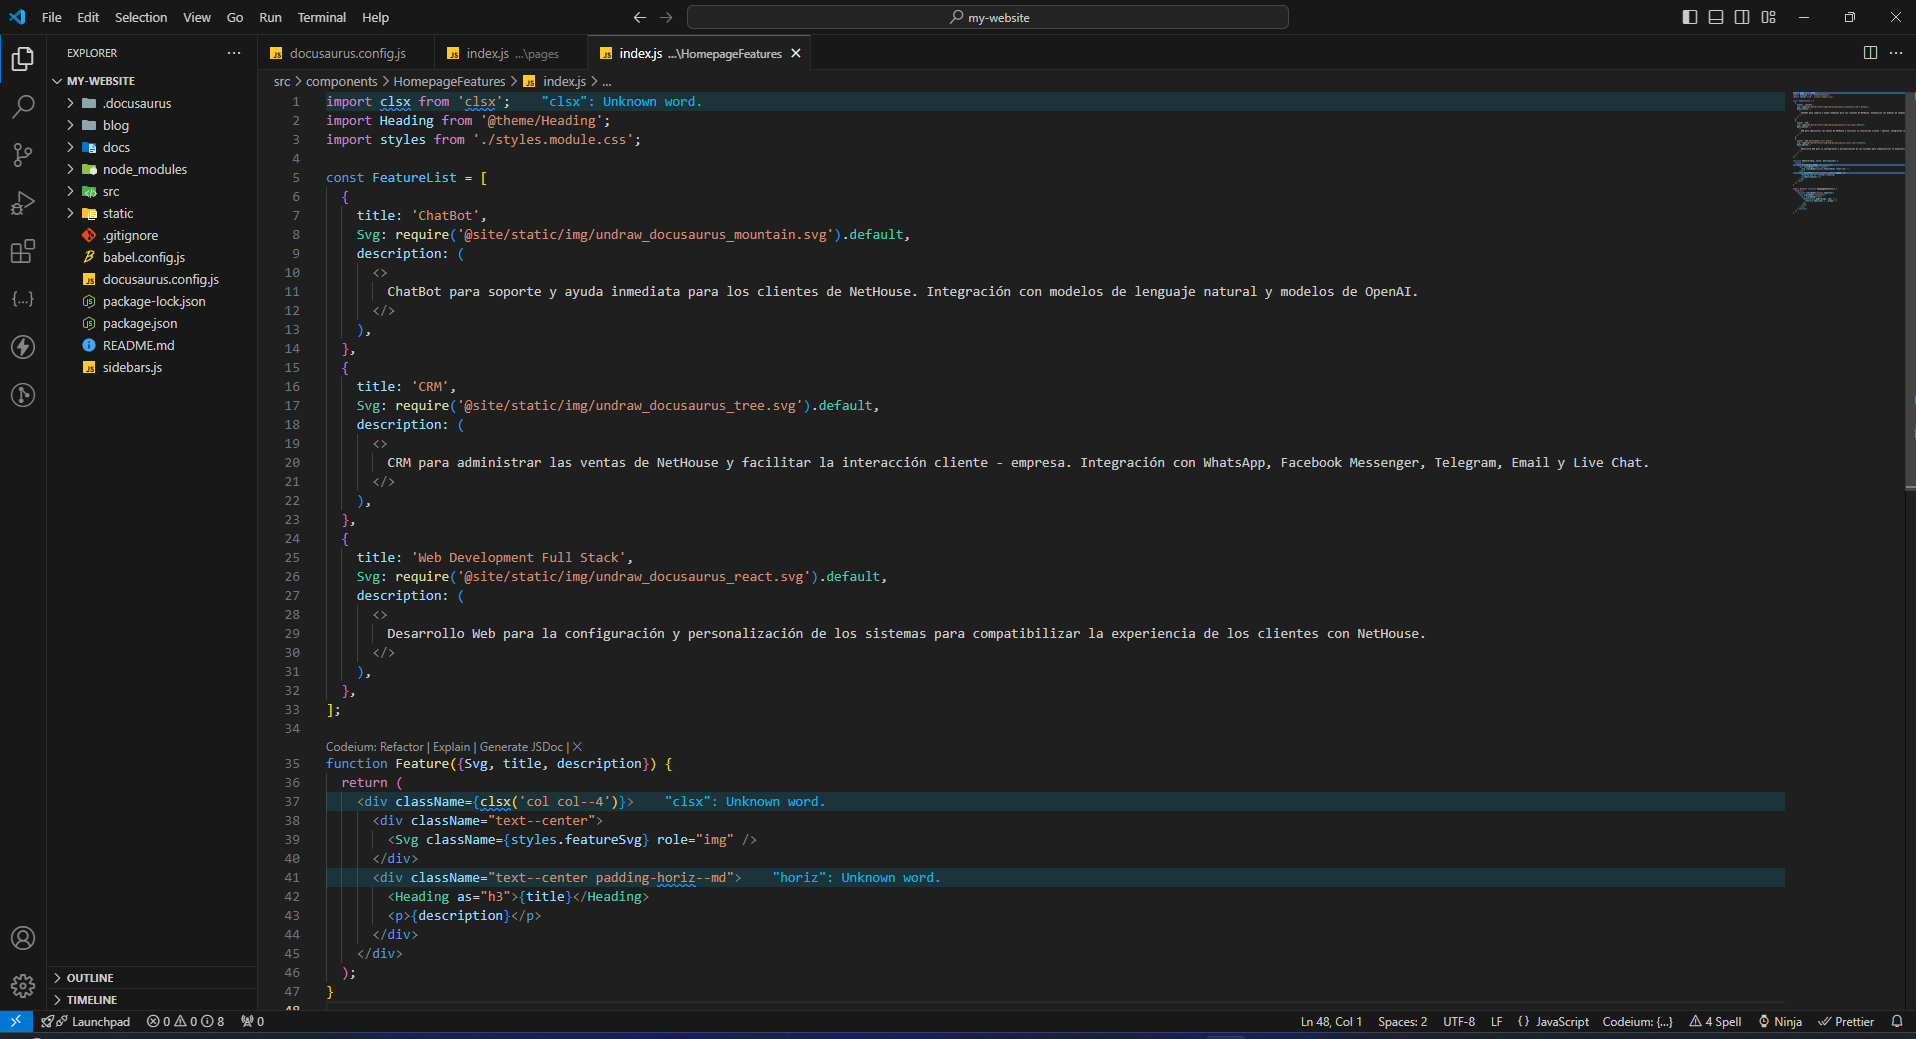 File Edit Selection View Go Run Terminal Help
my-website
EXPLORER
docusaurus.config.js
index.js ...\pages
index.js ...\HomepageFeatures
MY-WEBSITE
.docusaurus
blog
docs
node_modules
src
static
.gitignore
babel.config.js
docusaurus.config.js
package-lock.json
package.json
README.md
sidebars.js
OUTLINE
TIMELINE
src > components > HomepageFeatures > index.js > ...
1 import clsx from 'clsx'; "clsx": Unknown word.
2 import Heading from '@theme/Heading';
3 import styles from './styles.module.css';
4
5 const FeatureList = [
6 {
7 title: 'ChatBot',
8 Svg: require('@site/static/img/undraw_docusaurus_mountain.svg').default,
9 description: (
10 <>
11 ChatBot para soporte y ayuda inmediata para los clientes de NetHouse. Integración con modelos de lenguaje natural y modelos de OpenAI.
12 </>
13 ),
14 },
15 {
16 title: 'CRM',
17 Svg: require('@site/static/img/undraw_docusaurus_tree.svg').default,
18 description: (
19 <>
20 CRM para administrar las ventas de NetHouse y facilitar la interacción cliente - empresa. Integración con WhatsApp, Facebook Messenger, Telegram, Email y Live Chat.
21 </>
22 ),
23 },
24 {
25 title: 'Web Development Full Stack',
26 Svg: require('@site/static/img/undraw_docusaurus_react.svg').default,
27 description: (
28 <>
29 Desarrollo Web para la configuración y personalización de los sistemas para compatibilizar la experiencia de los clientes con NetHouse.
30 </>
31 ),
32 },
33 ];
34
Codeium: Refactor | Explain | Generate JSDoc | X
35 function Feature({Svg, title, description}) {
36 return (
37 <div className={clsx('col col--4')}> "clsx": Unknown word.
38 <div className="text--center">
39 <Svg className={styles.featureSvg} role="img" />
40 </div>
41 <div className="text--center padding-horiz--md"> "horiz": Unknown word.
42 <Heading as="h3">{title}</Heading>
43 <p>{description}</p>
44 </div>
45 </div>
46 );
47 }
48
Launchpad 0 0 8 0
Ln 48, Col 1 Spaces: 2 UTF-8 LF {} JavaScript Codeium: {...} 4 Spell Ninja Prettier